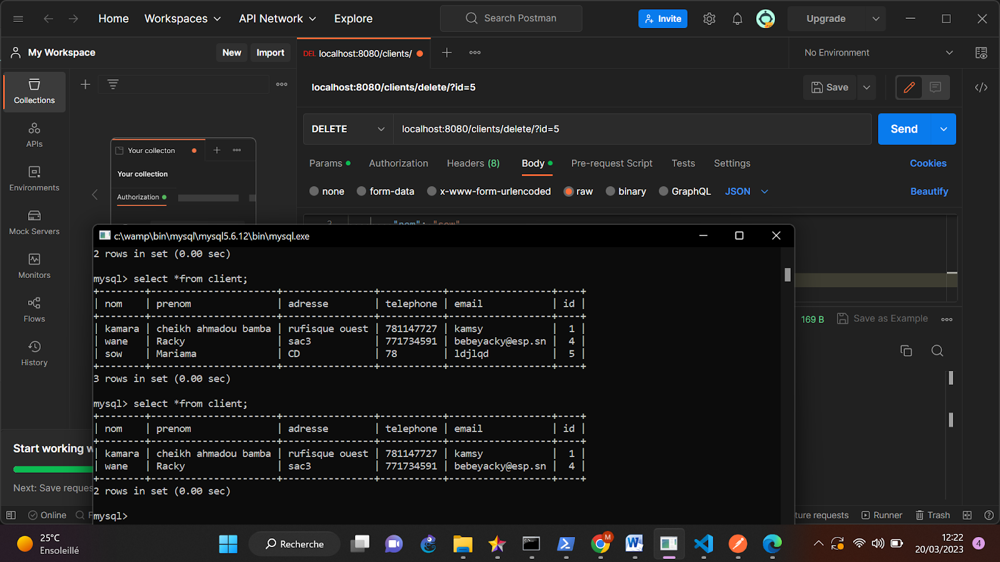 Home Workspaces API Network Explore Search Postman Invite Upgrade
My Workspace New Import DEL localhost:8080/clients/ No Environment
localhost:8080/clients/delete/?id=5 Save
Collections
APIs
Environments
Mock Servers
Monitors
Flows
History
Your collecton
Your collection
Authorization
DELETE localhost:8080/clients/delete/?id=5 Send
Params Authorization Headers (8) Body Pre-request Script Tests Settings Cookies
none form-data x-www-form-urlencoded raw binary GraphQL JSON Beautify
3 "nom": "sow"
c:\wamp\bin\mysql\mysql5.6.12\bin\mysql.exe
2 rows in set (0.00 sec)
mysql> select *from client;
+--------+----------------------+----------------+-----------+------------------+----+
| nom    | prenom               | adresse        | telephone | email            | id |
+--------+----------------------+----------------+-----------+------------------+----+
| kamara | cheikh ahmadou bamba | rufisque ouest | 781147727 | kamsy            |  1 |
| wane   | Racky                | sac3           | 771734591 | bebeyacky@esp.sn |  4 |
| sow    | Mariama              | CD             | 78        | ldjlqd           |  5 |
+--------+----------------------+----------------+-----------+------------------+----+
3 rows in set (0.00 sec)
mysql> select *from client;
+--------+----------------------+----------------+-----------+------------------+----+
| nom    | prenom               | adresse        | telephone | email            | id |
+--------+----------------------+----------------+-----------+------------------+----+
| kamara | cheikh ahmadou bamba | rufisque ouest | 781147727 | kamsy            |  1 |
| wane   | Racky                | sac3           | 771734591 | bebeyacky@esp.sn |  4 |
+--------+----------------------+----------------+-----------+------------------+----+
2 rows in set (0.00 sec)
mysql>
169 B Save as Example
Start working w
Next: Save reques
Online F
ture requests Runner Trash
25°C
Ensoleillé
Recherche
M
12:22
20/03/2023
4